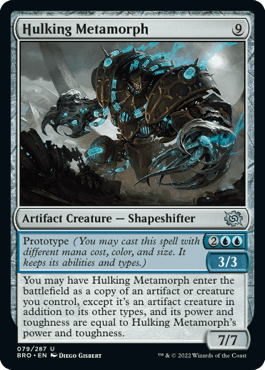 Hulking Metamorph 9
Artifact Creature — Shapeshifter
Prototype (You may cast this spell with 2UU
different mana cost, color, and size. It
keeps its abilities and types.) 3/3
You may have Hulking Metamorph enter the
battlefield as a copy of an artifact or creature
you control, except it's an artifact creature in
addition to its other types, and its power and
toughness are equal to Hulking Metamorph's
power and toughness.
7/7
079/287 U
BRO • EN Diego Gisbert ™ & © 2022 Wizards of the Coast